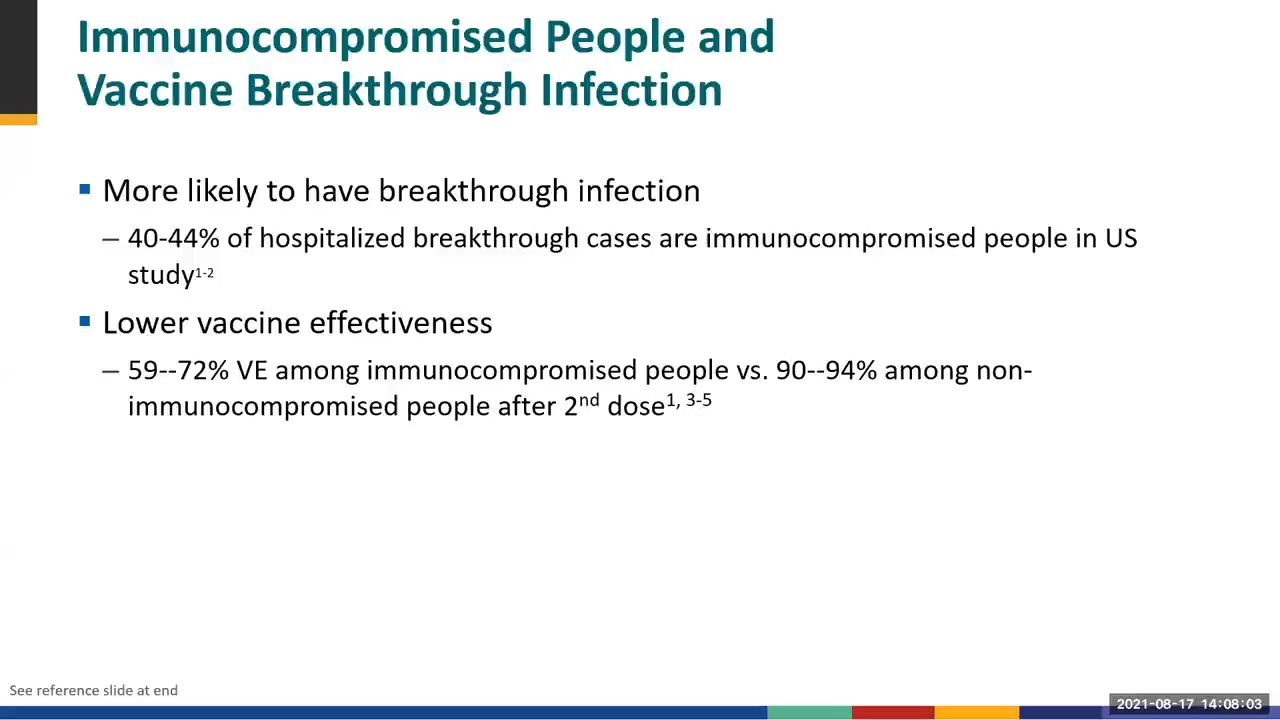 Immunocompromised People and
Vaccine Breakthrough Infection
▪ More likely to have breakthrough infection
– 40-44% of hospitalized breakthrough cases are immunocompromised people in US
study1-2
▪ Lower vaccine effectiveness
– 59--72% VE among immunocompromised people vs. 90--94% among non-
immunocompromised people after 2nd dose1, 3-5
See reference slide at end
2021-08-17 14:08:03